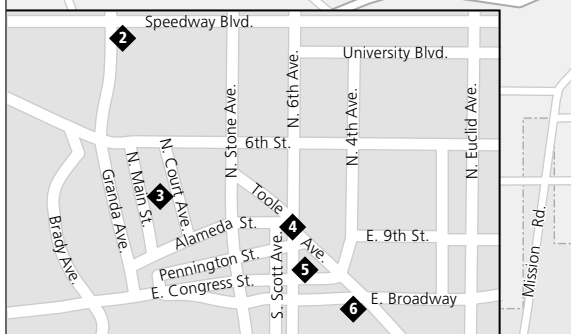 Speedway Blvd.
2
University Blvd.
N. Stone Ave.
N. 6th Ave.
N. 4th Ave.
N. Euclid Ave.
6th St.
N. Court Ave.
N. Main St.
Granda Ave.
Brady Ave.
3
Toole Ave.
4
Alameda St.
E. 9th St.
Pennington St.
5
E. Congress St.
S. Scott Ave.
E. Broadway
6
Mission Rd.